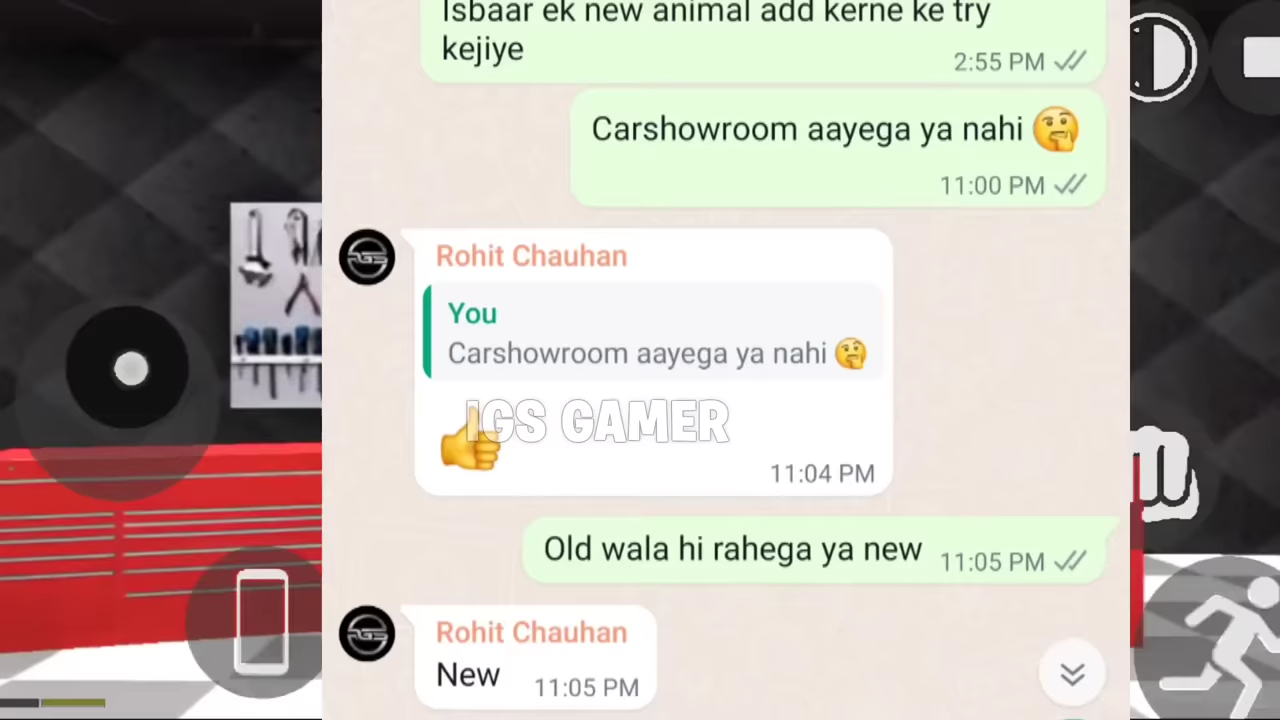 Isbaar ek new animal add kerne ke try
kejiye
2:55 PM
Carshowroom aayega ya nahi 🤔
11:00 PM
Rohit Chauhan
You
Carshowroom aayega ya nahi 🤔
👍
IGS GAMER
11:04 PM
Old wala hi rahega ya new 11:05 PM
Rohit Chauhan
New 11:05 PM